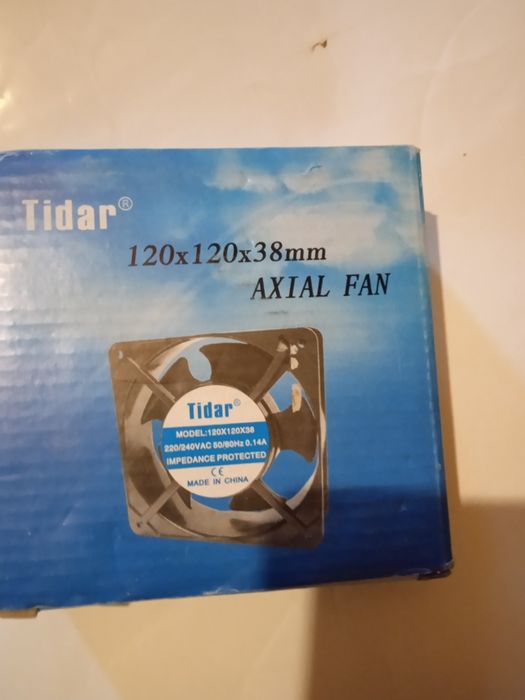 Tidar®
120x120x38mm
AXIAL FAN
Tidar®
MODEL:120X120X38
220/240VAC 50/60Hz 0.14A
IMPEDANCE PROTECTED
CE
MADE IN CHINA